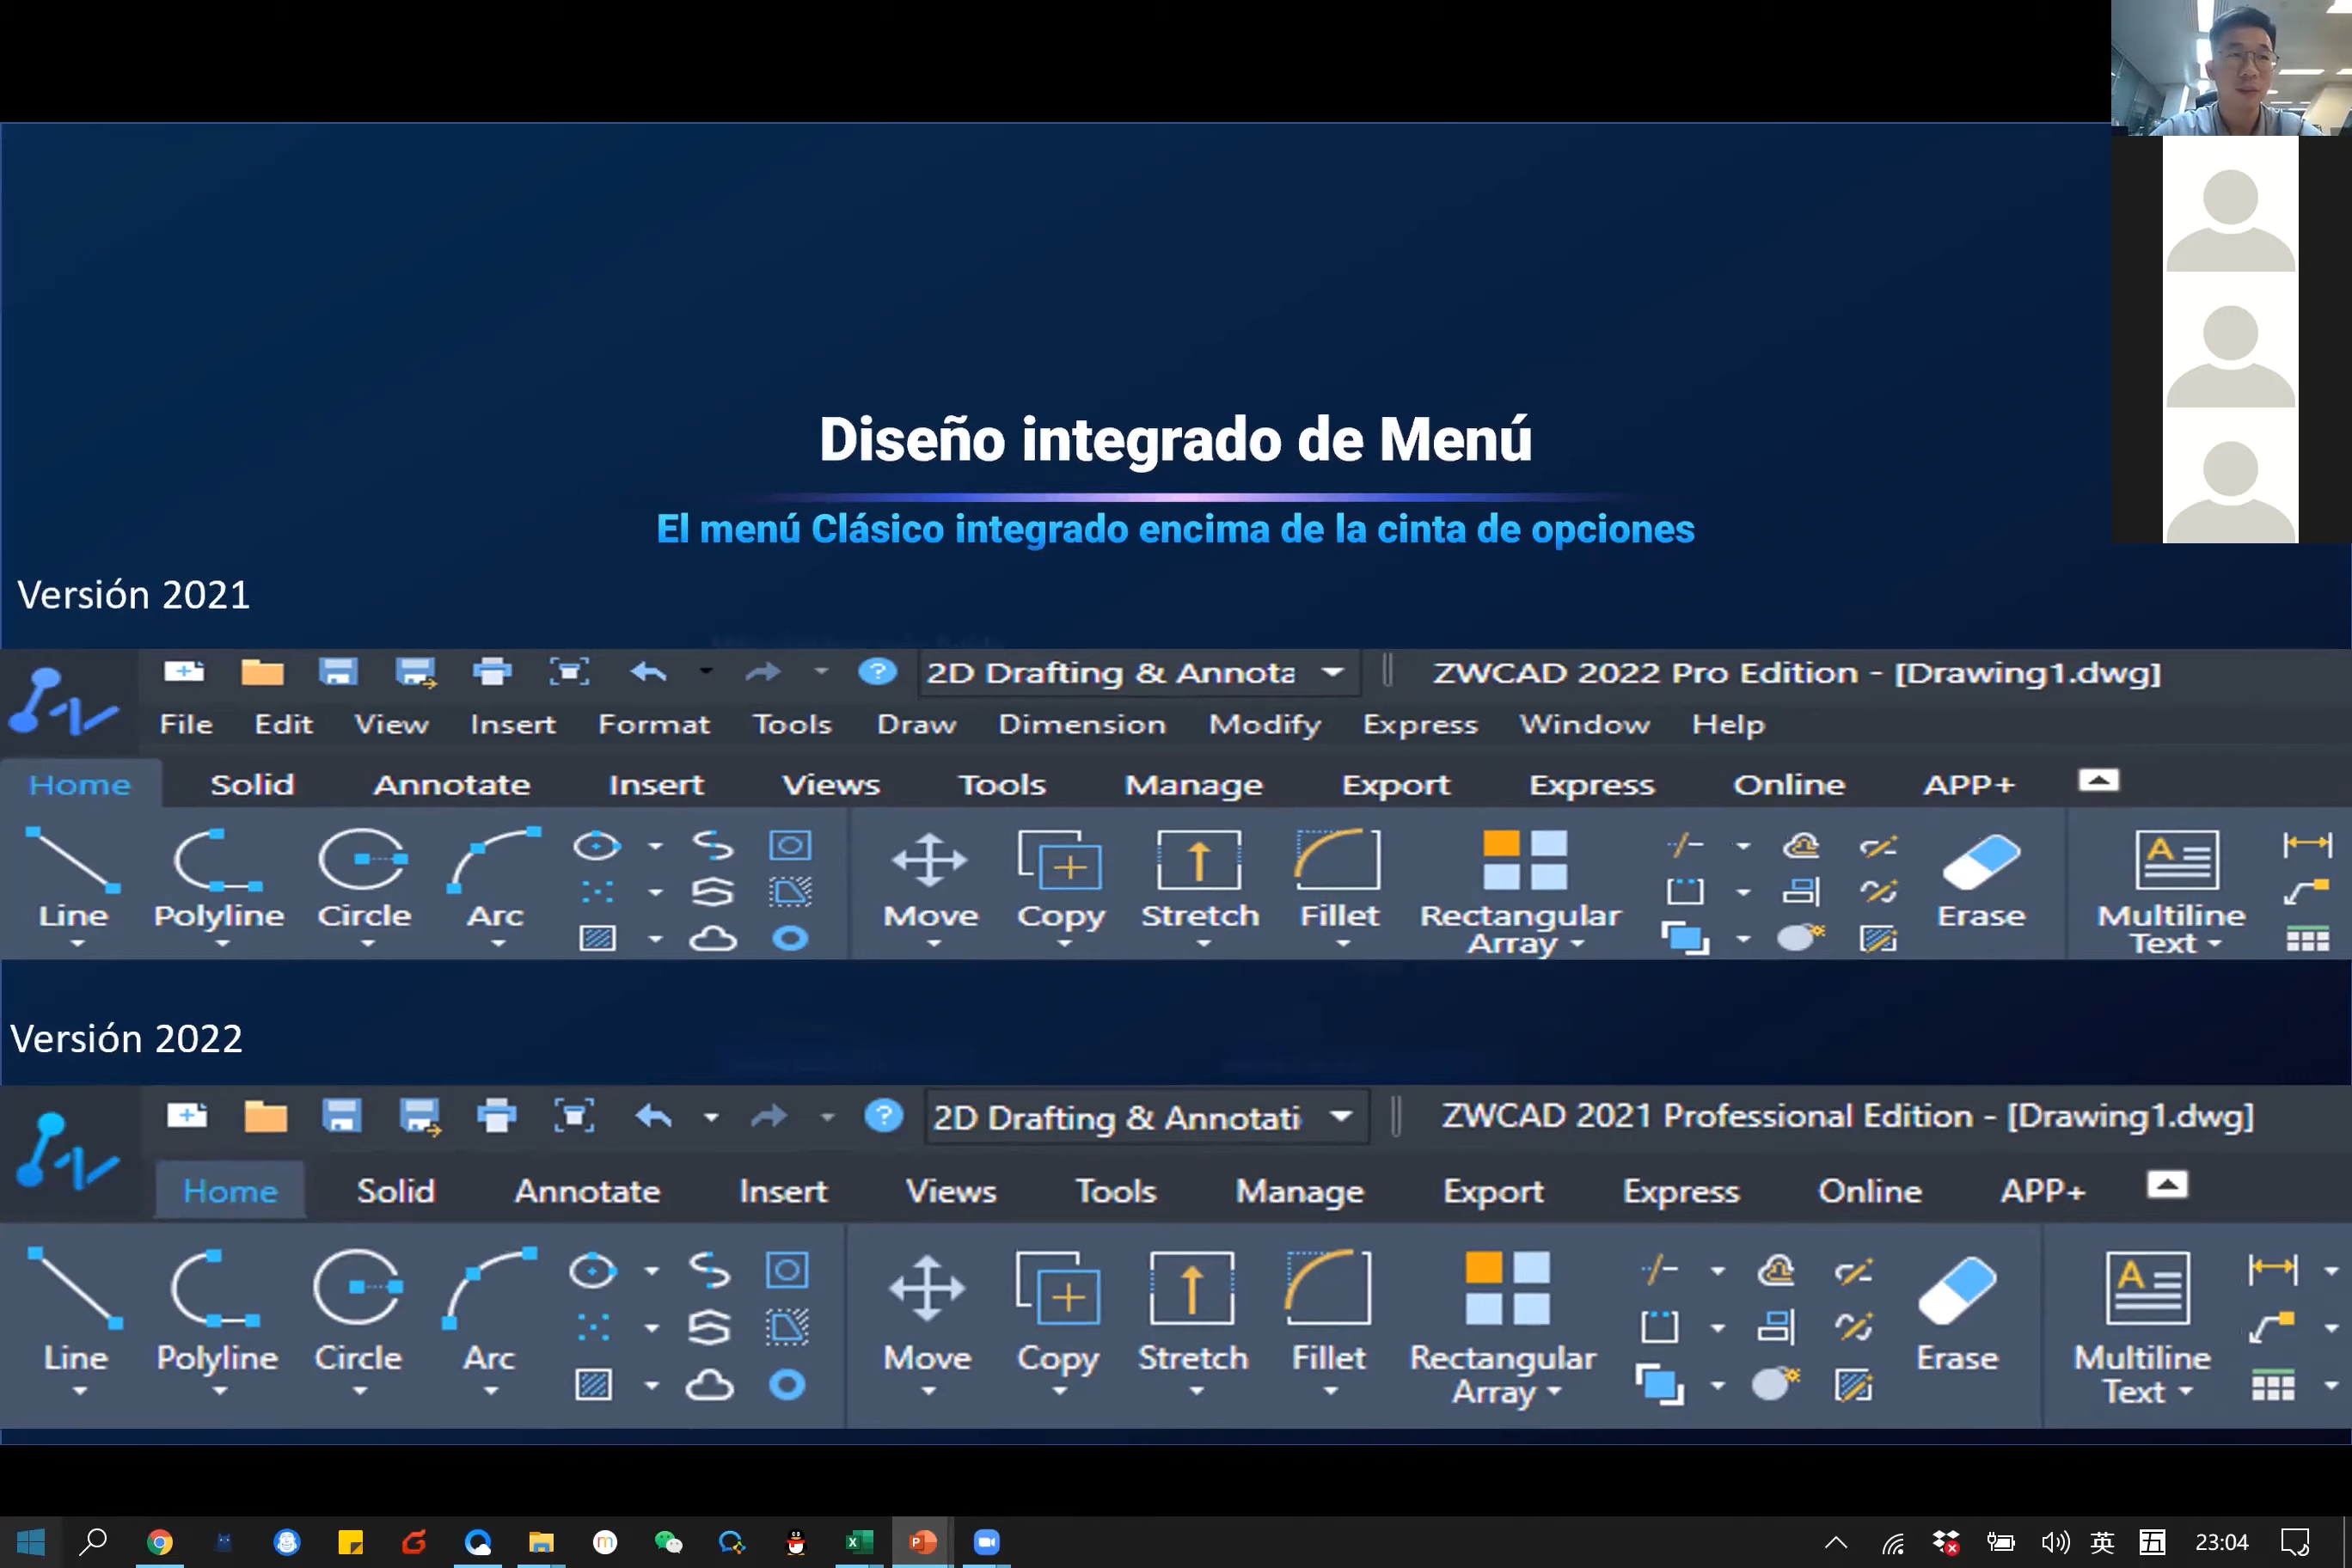 Diseño integrado de Menú
El menú Clásico integrado encima de la cinta de opciones
Versión 2021
2D Drafting & Annota
ZWCAD 2022 Pro Edition - [Drawing1.dwg]
File Edit View Insert Format Tools Draw Dimension Modify Express Window Help
Home Solid Annotate Insert Views Tools Manage Export Express Online APP+
Line Polyline Circle Arc Move Copy Stretch Fillet Rectangular Array Erase Multiline Text
Versión 2022
2D Drafting & Annotati
ZWCAD 2021 Professional Edition - [Drawing1.dwg]
Home Solid Annotate Insert Views Tools Manage Export Express Online APP+
Line Polyline Circle Arc Move Copy Stretch Fillet Rectangular Array Erase Multiline Text
英 五 23:04